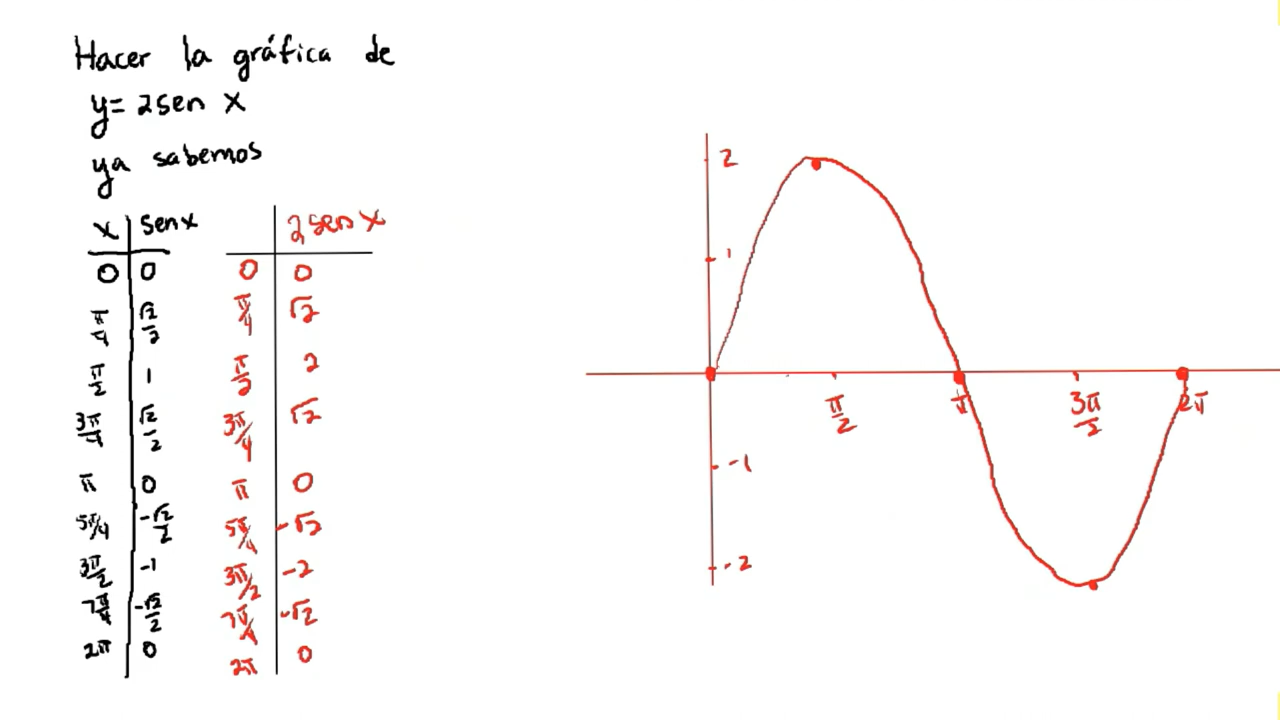 Hacer la gráfica de
y= 2sen x
ya sabemos
x senx
0 0
π/4 √2/2
π/2 1
3π/4 √2/2
π 0
5π/4 -√2/2
3π/2 -1
7π/4 -√2/2
2π 0
2senx
0 0
π/4 √2
π/2 2
3π/4 √2
π 0
5π/4 -√2
3π/2 -2
7π/4 -√2
2π 0
2
1
π/2 π 3π/2 2π
-1
-2